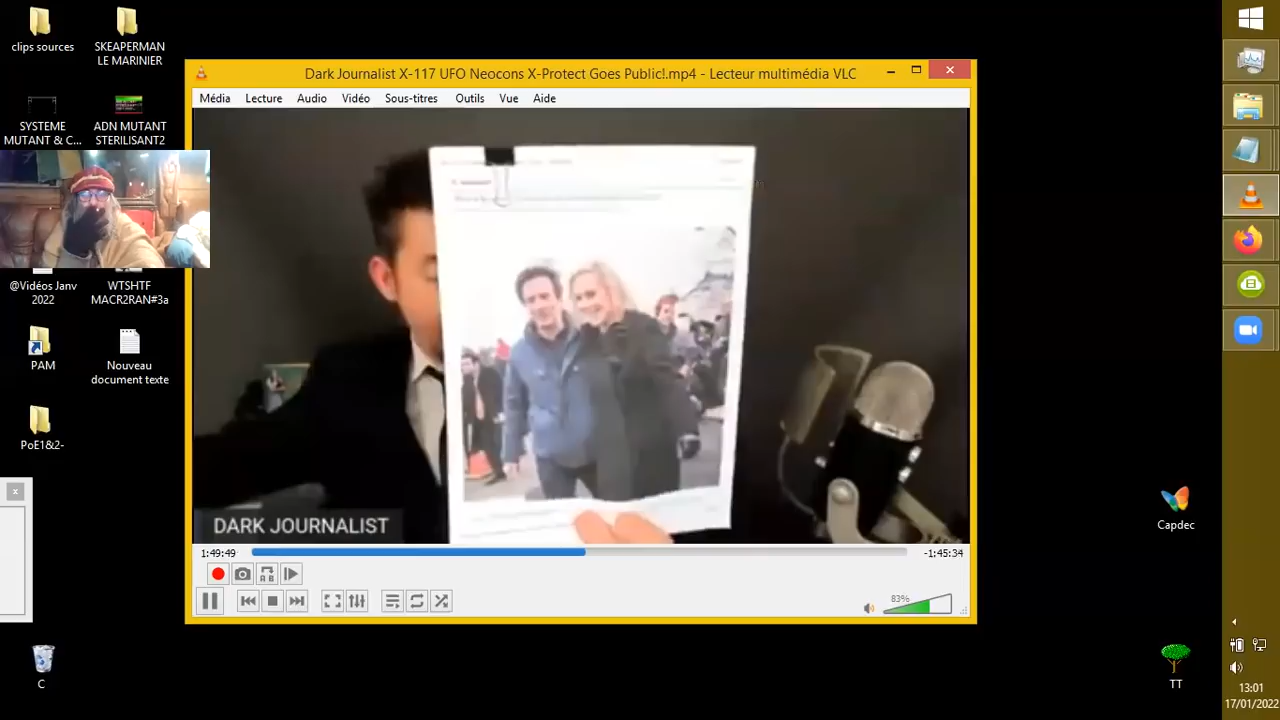 clips sources
SKEAPERMAN
LE MARINIER
SYSTEME
MUTANT & C...
ADN MUTANT
STERILISANT2
@Vidéos Janv
2022
WTSHTF
MACR2RAN#3a
PAM
Nouveau
document texte
PoE1&2-
C
Dark Journalist X-117 UFO Neocons X-Protect Goes Public!.mp4 - Lecteur multimédia VLC
Média Lecture Audio Vidéo Sous-titres Outils Vue Aide
DARK JOURNALIST
1:49:49
-1:45:34
83%
Capdec
TT
13:01
17/01/2022